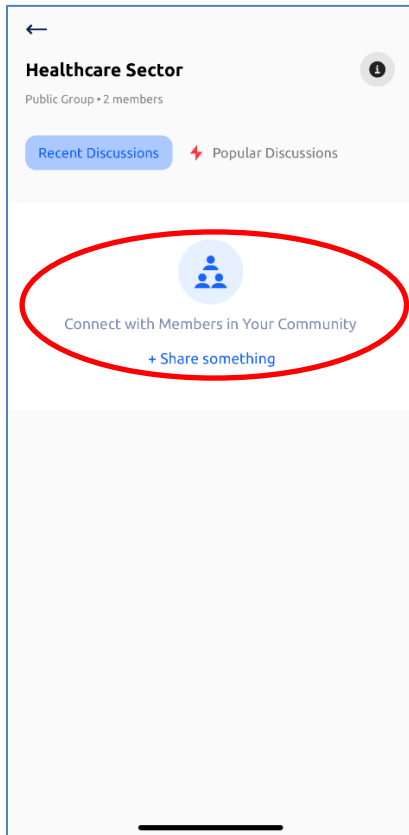 Healthcare Sector
Public Group • 2 members
Recent Discussions
Popular Discussions
Connect with Members in Your Community
+ Share something